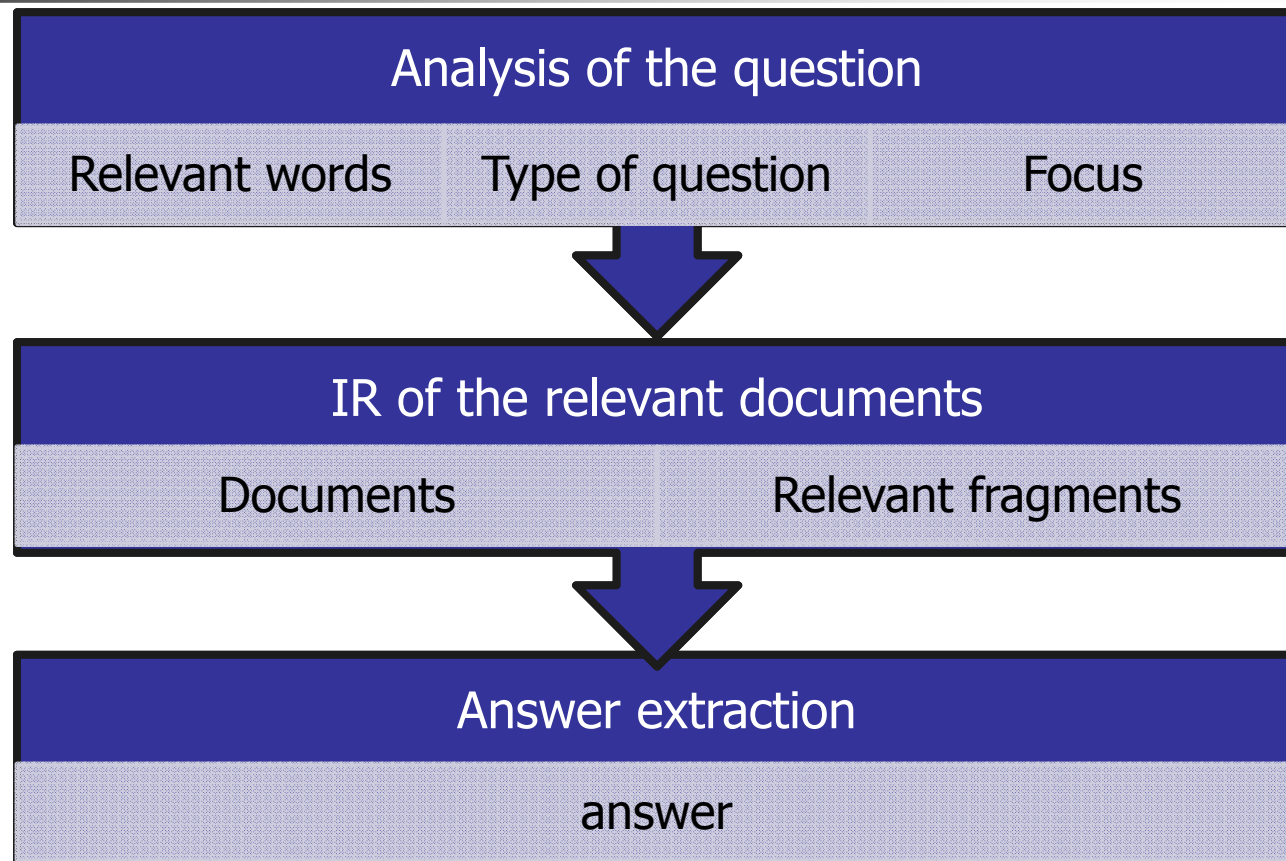 Analysis of the question
Relevant words Type of question Focus
IR of the relevant documents
Documents Relevant fragments
Answer extraction
answer